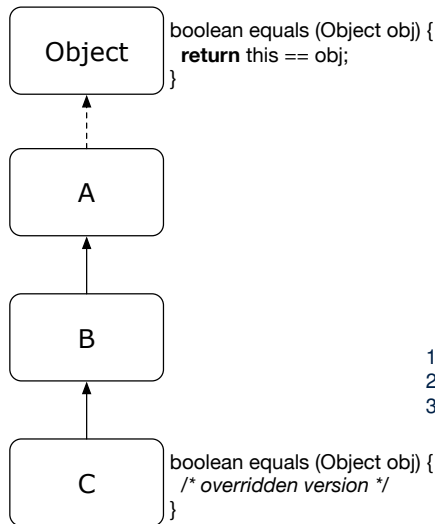 Object
boolean equals (Object obj) {
return this == obj;
}
A
B
1
2
3
C
boolean equals (Object obj) {
/* overridden version */
}